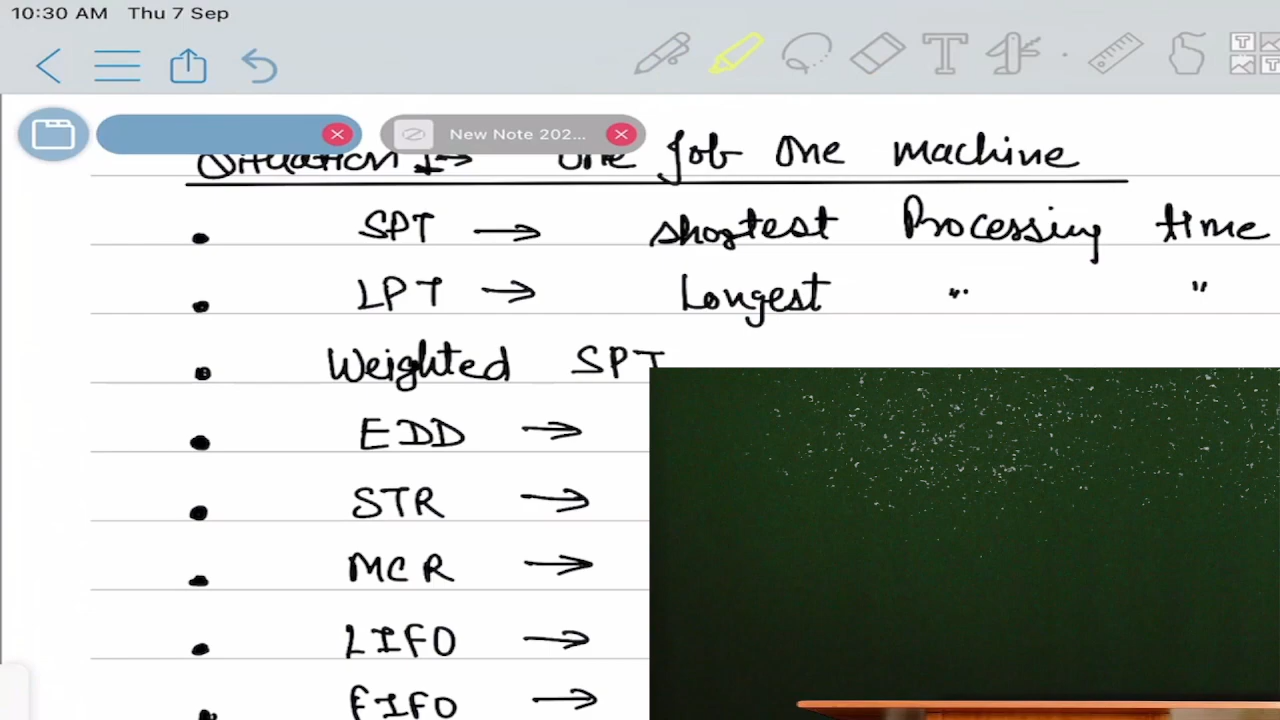 10:30 AM Thu 7 Sep
New Note 202...
Situation I → one job One machine
• SPT → shortest Processing time
• LPT → Longest " "
• Weighted SPT
• EDD →
• STR →
• MCR →
• LIFO →
• FIFO →